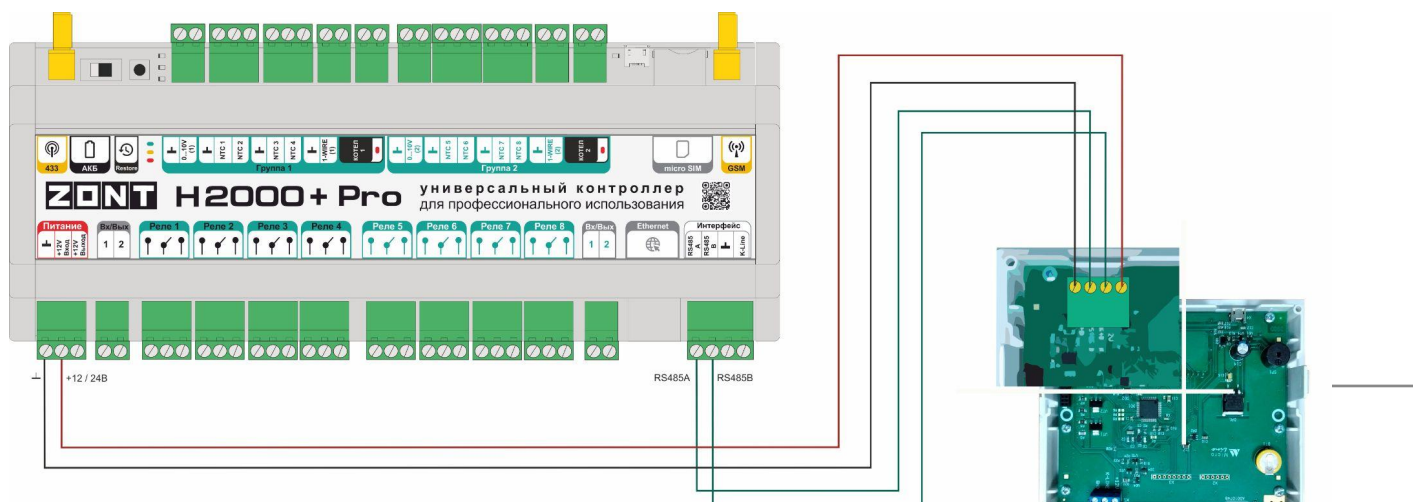 0...10V (1)
NTC 1
NTC 2
NTC 3
NTC 4
1-WIRE (1)
КОТЕЛ 1
0...10V (2)
NTC 5
NTC 6
NTC 7
NTC 8
1-WIRE (2)
КОТЕЛ 2
433
АКБ
Restore
Группа 1
Группа 2
micro SIM
GSM
ZONT H2000+ Pro
универсальный контроллер
для профессионального использования
Питание
Вх/Вых
Реле 1
Реле 2
Реле 3
Реле 4
Реле 5
Реле 6
Реле 7
Реле 8
Вх/Вых
Ethernet
Интерфейс
+12V Вход
+12V Выход
1 2
1 2
RS485 A
RS485 B
K-Line
+12 / 24В
RS485A
RS485B